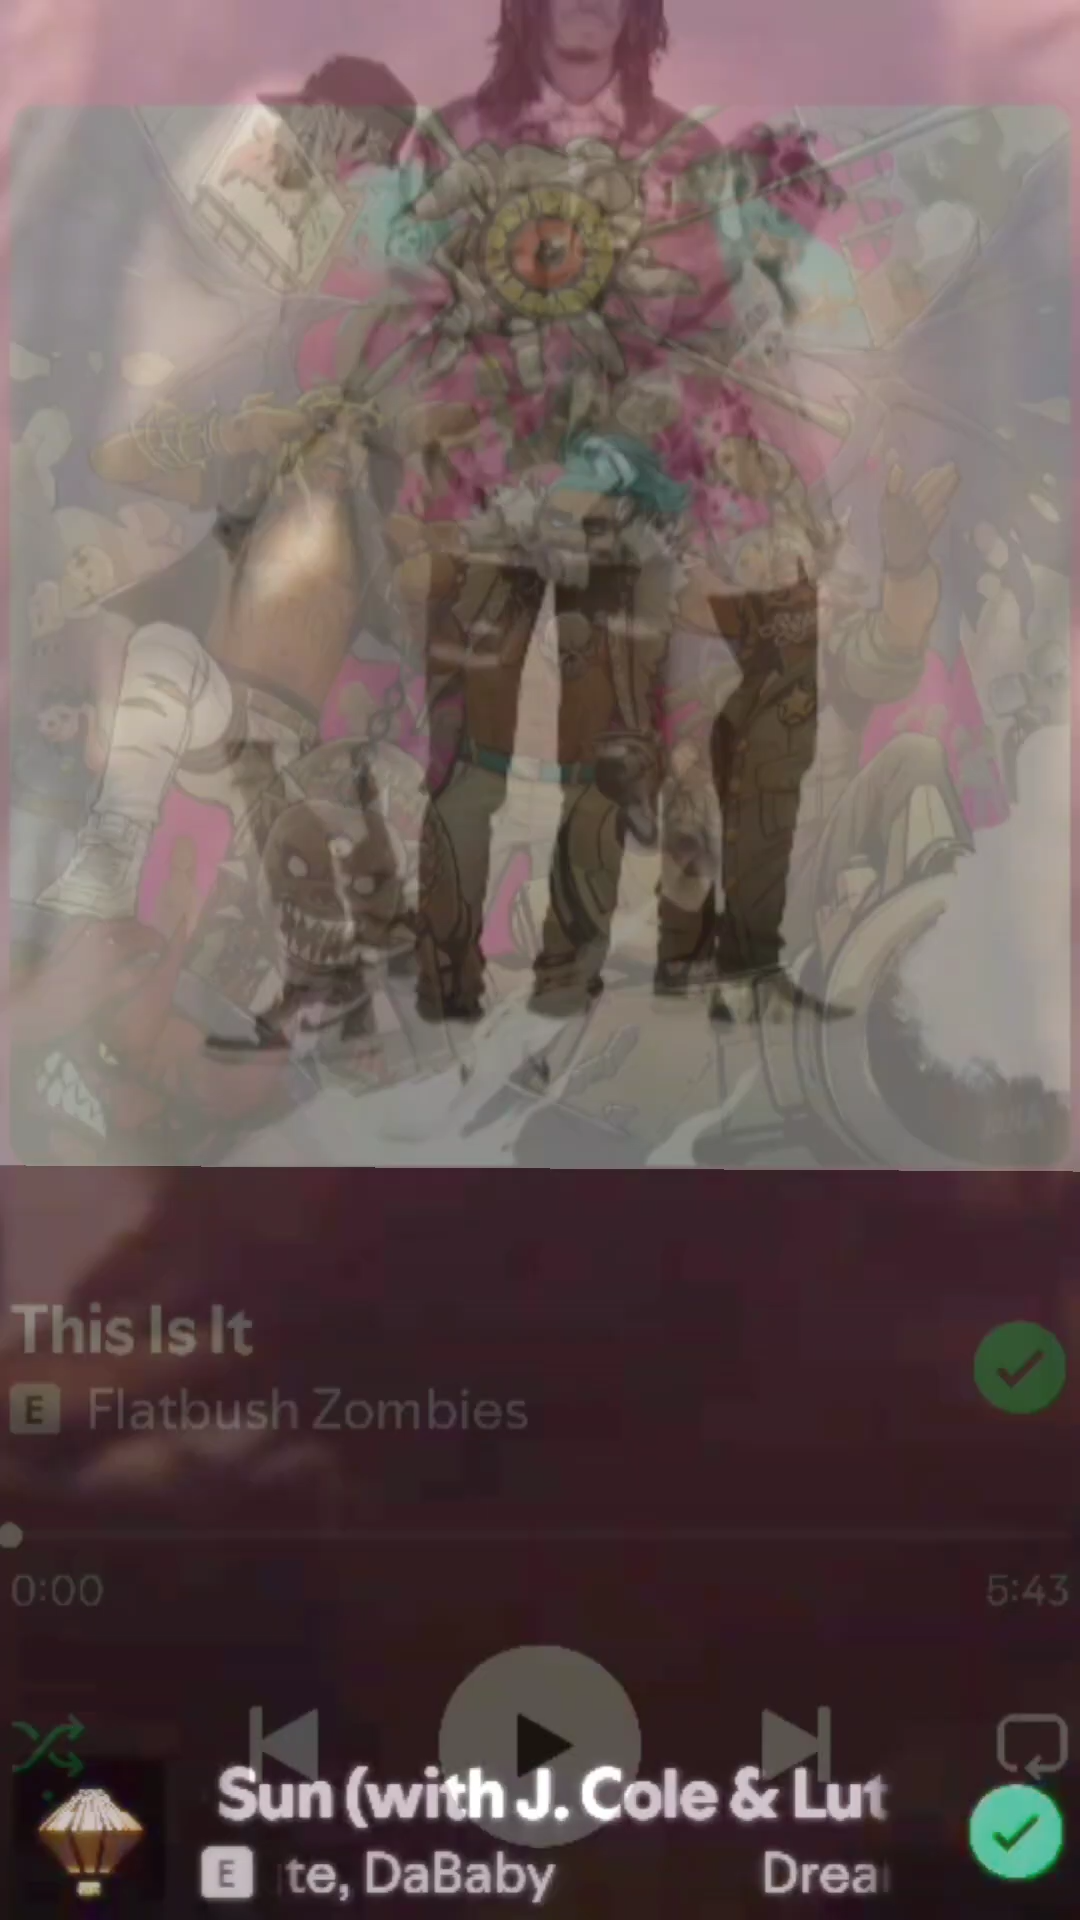 This Is It
E Flatbush Zombies
0:00
5:43
Sun (with J. Cole & Lut
E te, DaBaby Drea